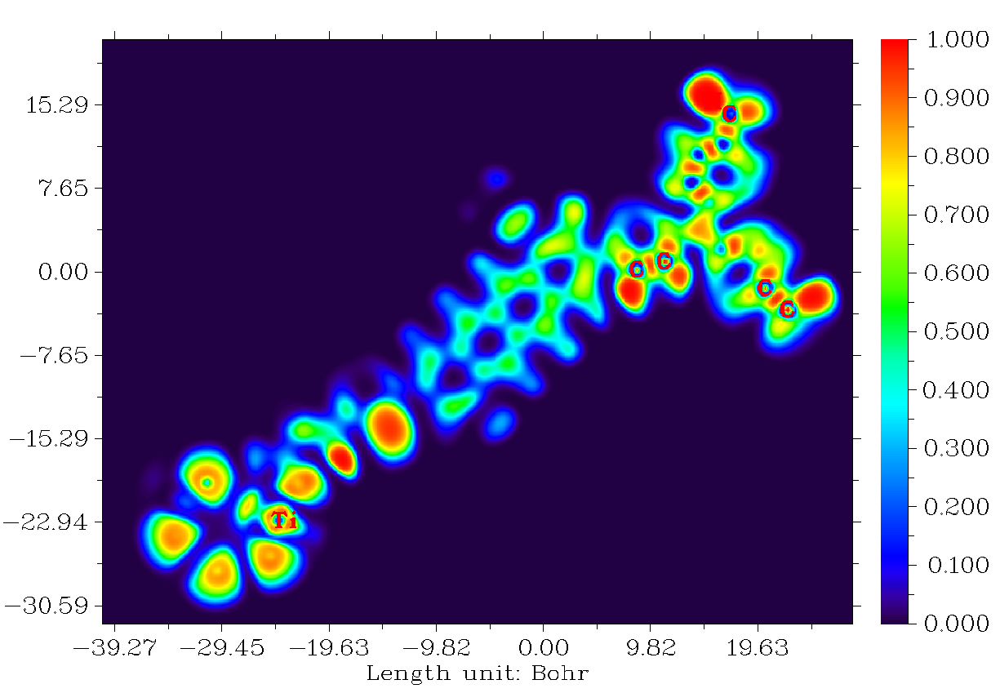 1.000
15.29
C
0.900
0.800
7.65
0.700
0.00
C C
0.600
C
C
0.500
−7.65
0.400
−15.29
0.300
−22.94
Ti
0.200
0.100
−30.59
0.000
−39.27 −29.45 −19.63 −9.82 0.00 9.82 19.63
Length unit: Bohr